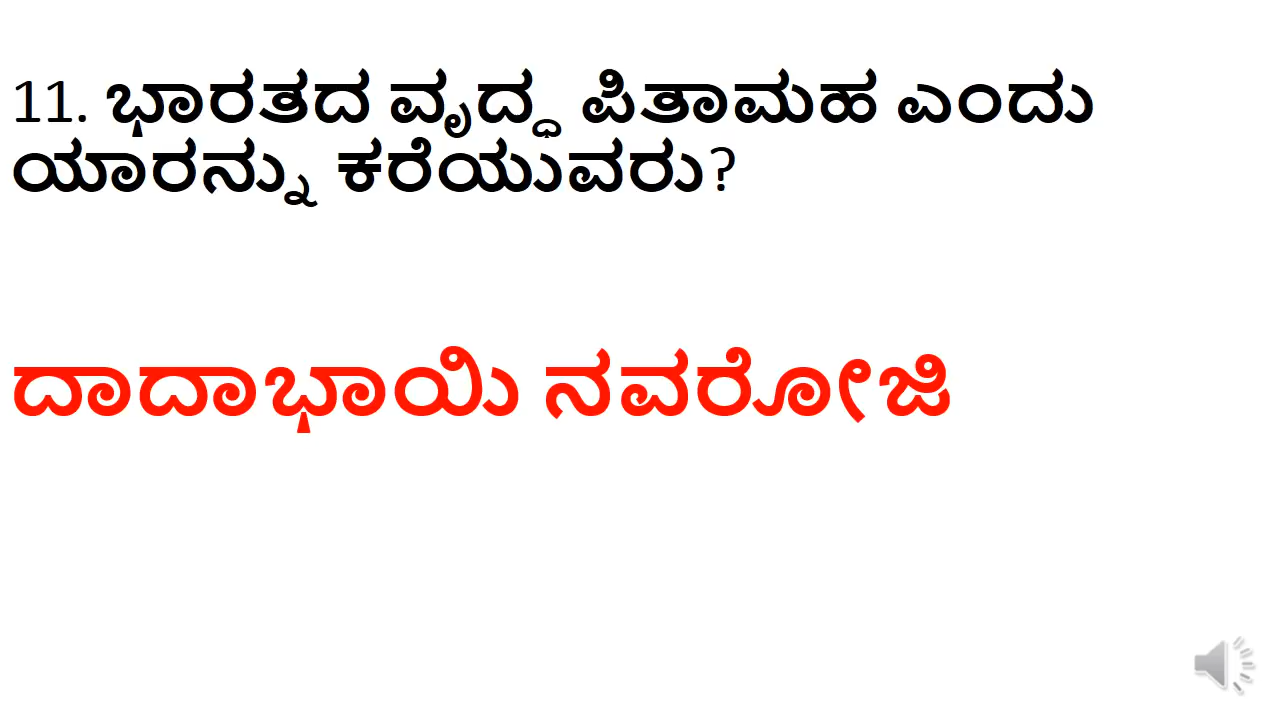 11. ಭಾರತದ ವೃದ್ಧ ಪಿತಾಮಹ ಎಂದು
ಯಾರನ್ನು ಕರೆಯುವರು?
ದಾದಾಭಾಯಿ ನವರೋಜಿ